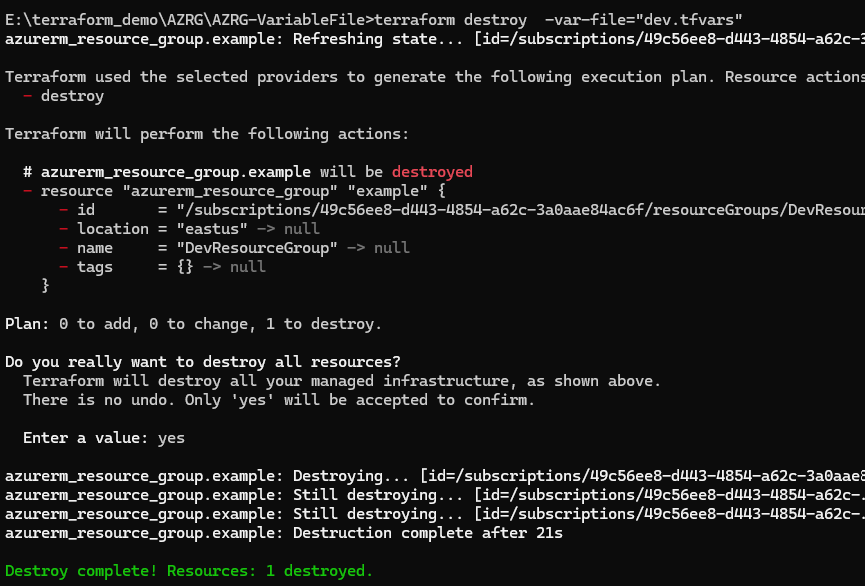 E:\terraform_demo\AZRG\AZRG-VariableFile>terraform destroy  -var-file="dev.tfvars"
azurerm_resource_group.example: Refreshing state... [id=/subscriptions/49c56ee8-d443-4854-a62c-3
Terraform used the selected providers to generate the following execution plan. Resource actions
- destroy
Terraform will perform the following actions:
# azurerm_resource_group.example will be destroyed
- resource "azurerm_resource_group" "example" {
- id       = "/subscriptions/49c56ee8-d443-4854-a62c-3a0aae84ac6f/resourceGroups/DevResour
- location = "eastus" -> null
- name     = "DevResourceGroup" -> null
- tags     = {} -> null
}
Plan: 0 to add, 0 to change, 1 to destroy.
Do you really want to destroy all resources?
Terraform will destroy all your managed infrastructure, as shown above.
There is no undo. Only 'yes' will be accepted to confirm.
Enter a value: yes
azurerm_resource_group.example: Destroying... [id=/subscriptions/49c56ee8-d443-4854-a62c-3a0aae8
azurerm_resource_group.example: Still destroying... [id=/subscriptions/49c56ee8-d443-4854-a62c-.
azurerm_resource_group.example: Still destroying... [id=/subscriptions/49c56ee8-d443-4854-a62c-.
azurerm_resource_group.example: Destruction complete after 21s
Destroy complete! Resources: 1 destroyed.